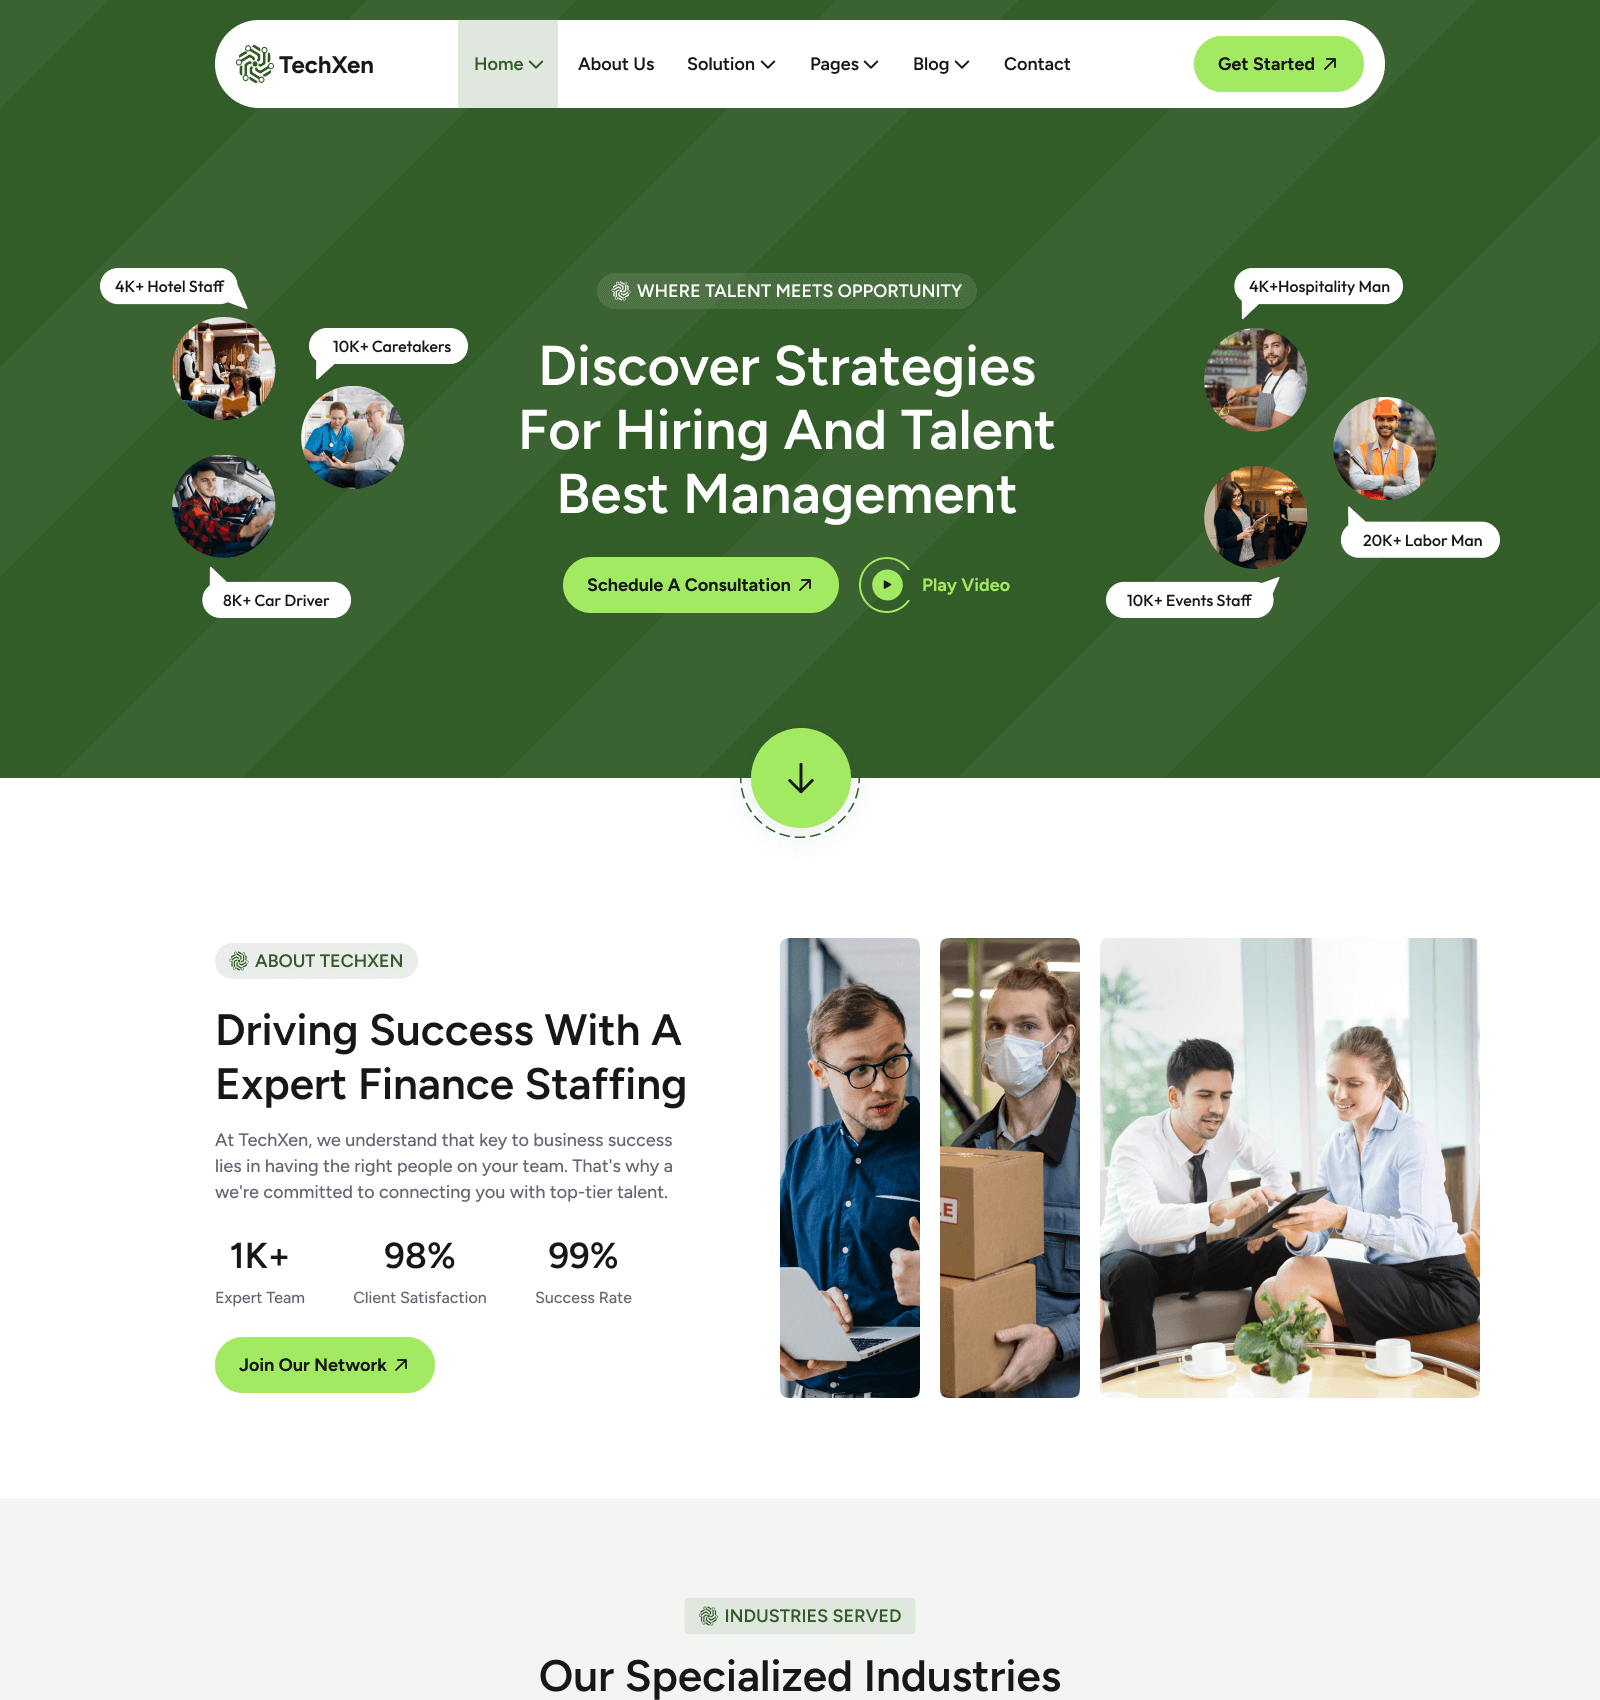 TechXen
Home
About Us
Solution
Pages
Blog
Contact
Get Started
4K+ Hotel Staff
10K+ Caretakers
8K+ Car Driver
WHERE TALENT MEETS OPPORTUNITY
Discover Strategies
For Hiring And Talent
Best Management
Schedule A Consultation
Play Video
4K+Hospitality Man
20K+ Labor Man
10K+ Events Staff
ABOUT TECHXEN
Driving Success With A
Expert Finance Staffing
At TechXen, we understand that key to business success
lies in having the right people on your team. That's why a
we're committed to connecting you with top-tier talent.
1K+
Expert Team
98%
Client Satisfaction
99%
Success Rate
Join Our Network
INDUSTRIES SERVED
Our Specialized Industries